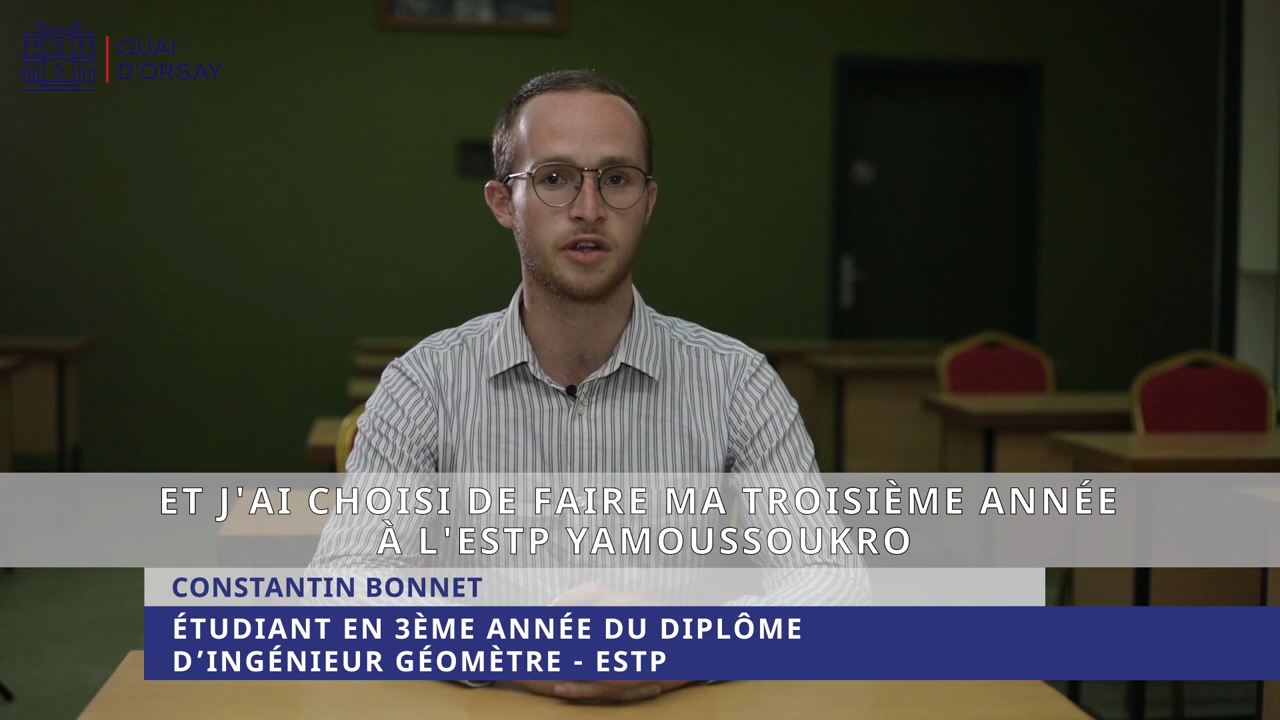 QUAI
D'ORSAY
ET J'AI CHOISI DE FAIRE MA TROISIÈME ANNÉE
À L'ESTP YAMOUSSOUKRO
CONSTANTIN BONNET
ÉTUDIANT EN 3ÈME ANNÉE DU DIPLÔME
D’INGÉNIEUR GÉOMÈTRE - ESTP